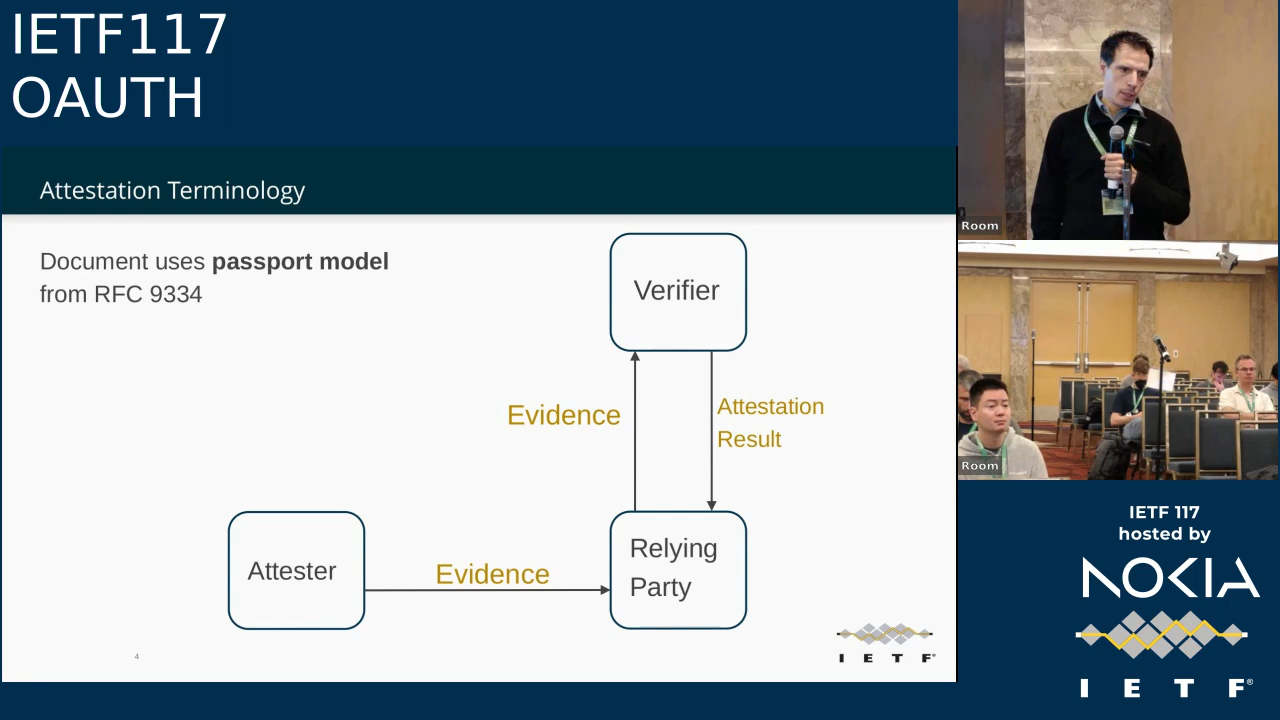 IETF117
OAUTH
Attestation Terminology
Document uses passport model
from RFC 9334
Verifier
Evidence
Attestation
Result
Attester
Evidence
Relying
Party
4
I E T F®
Room
Room
IETF 117
hosted by
NOKIA
I E T F®